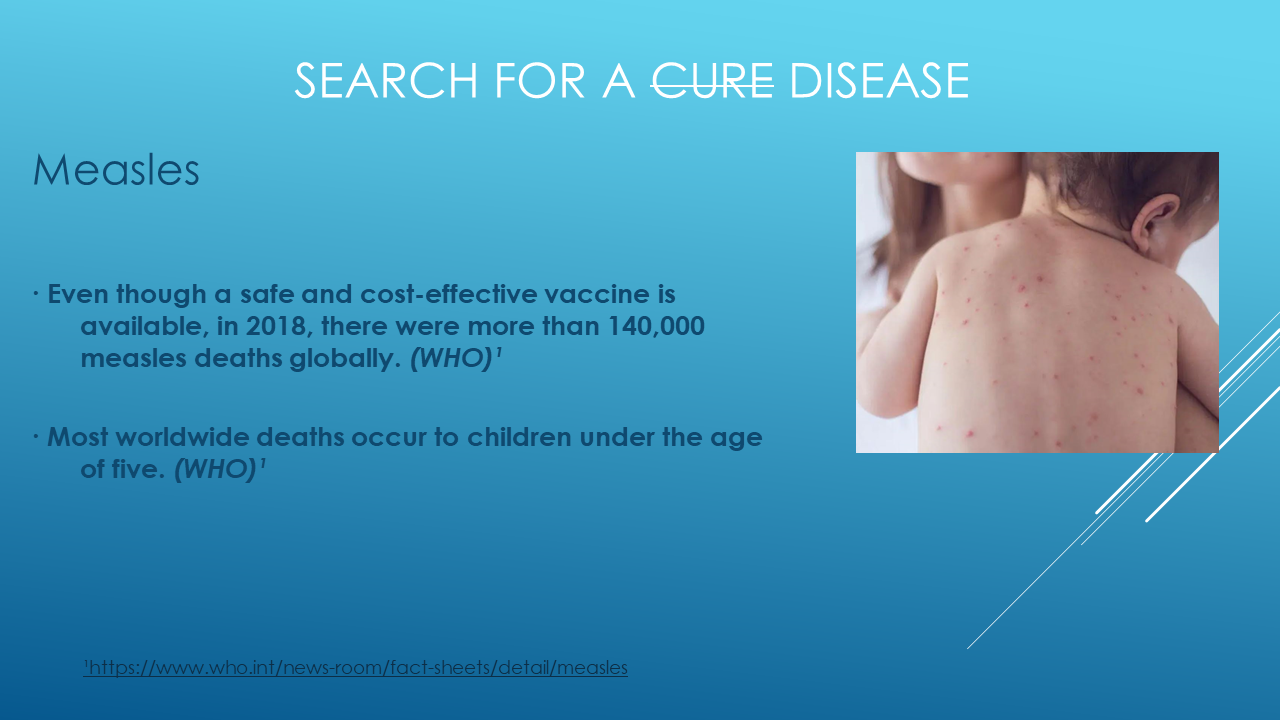 SEARCH FOR A CURE DISEASE
Measles
· Even though a safe and cost-effective vaccine is
available, in 2018, there were more than 140,000
measles deaths globally. (WHO)¹
· Most worldwide deaths occur to children under the age
of five. (WHO)¹
¹https://www.who.int/news-room/fact-sheets/detail/measles